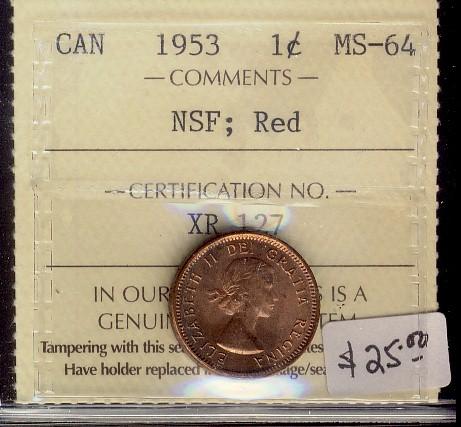 CAN 1953 1¢ MS-64
— COMMENTS —
NSF; Red
— CERTIFICATION NO. —
XR 127
ELIZABETH II DEI GRATIA REGINA
IN OUR IS A
GENUIN
Tampering with this
Have holder replaced
$25.00